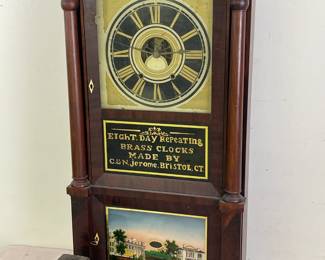 EIGHT. DAY REPEATING
BRASS CLOCKS
MADE BY
C&N. Jerome. BRISTOL. CT.